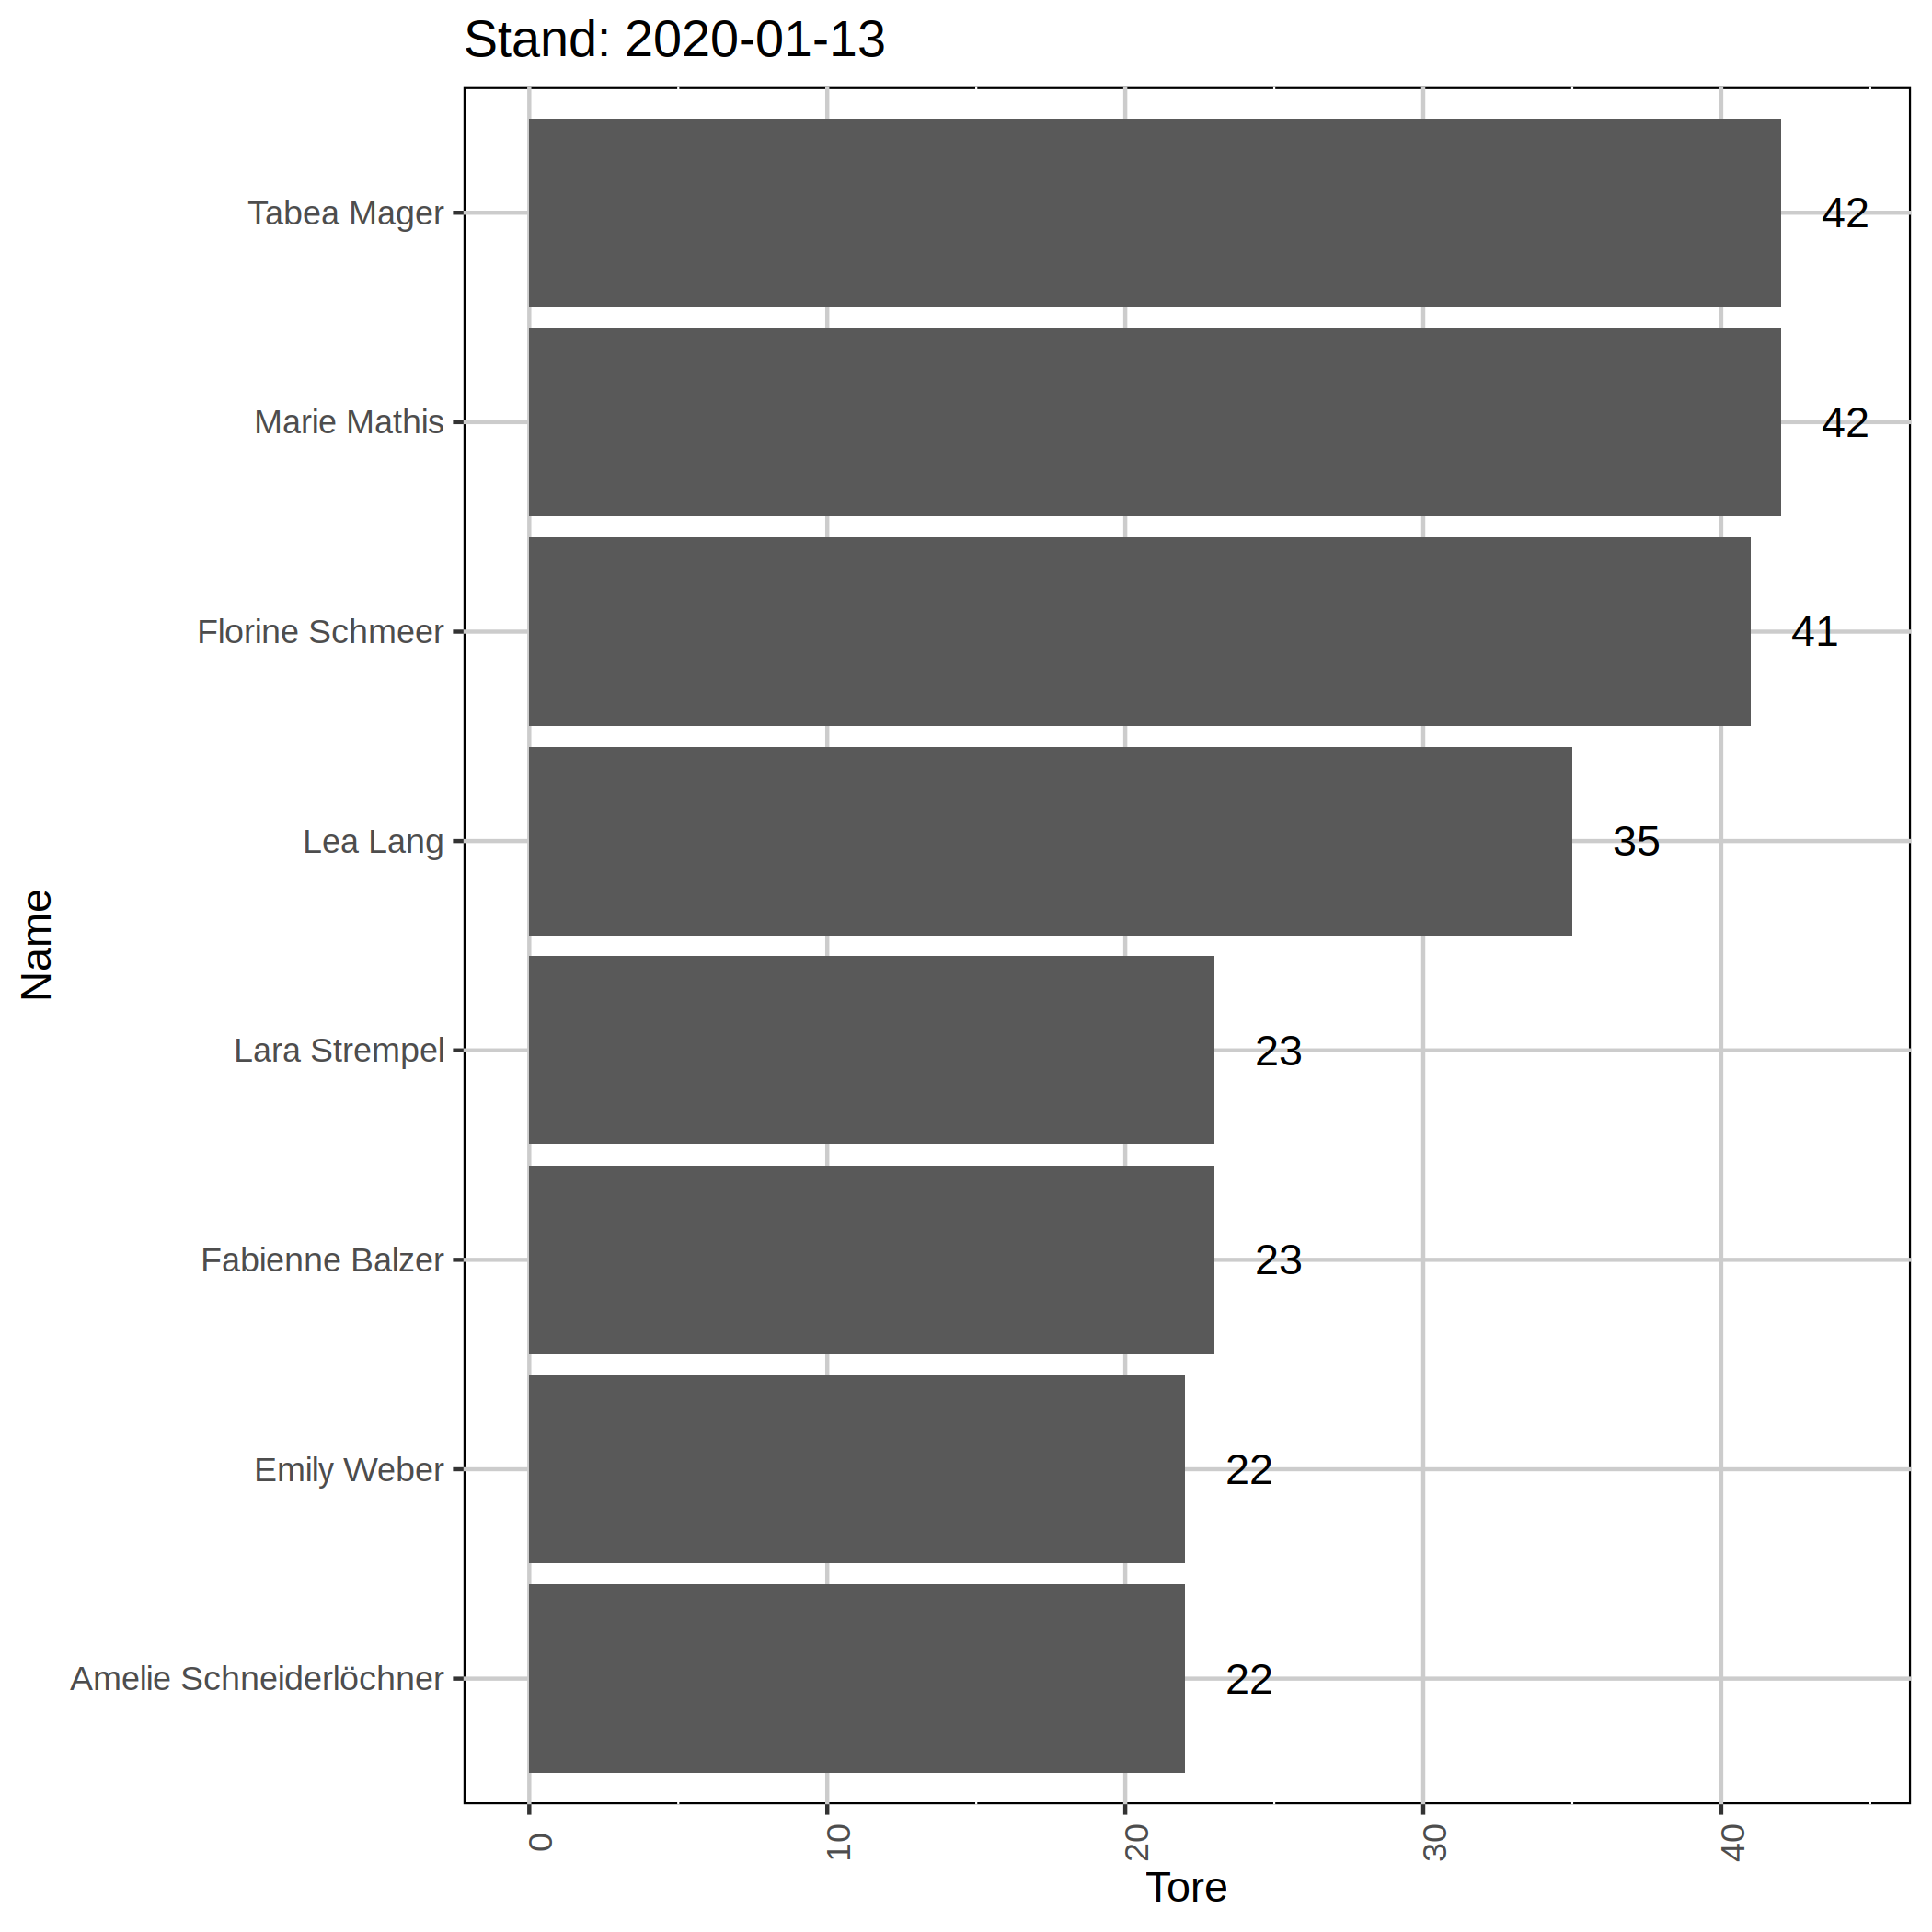 Stand: 2020-01-13
Tabea Mager 42
Marie Mathis 42
Florine Schmeer 41
Lea Lang 35
Lara Strempel 23
Fabienne Balzer 23
Emily Weber 22
Amelie Schneiderlöchner 22
Name
0 10 20 30 40
Tore